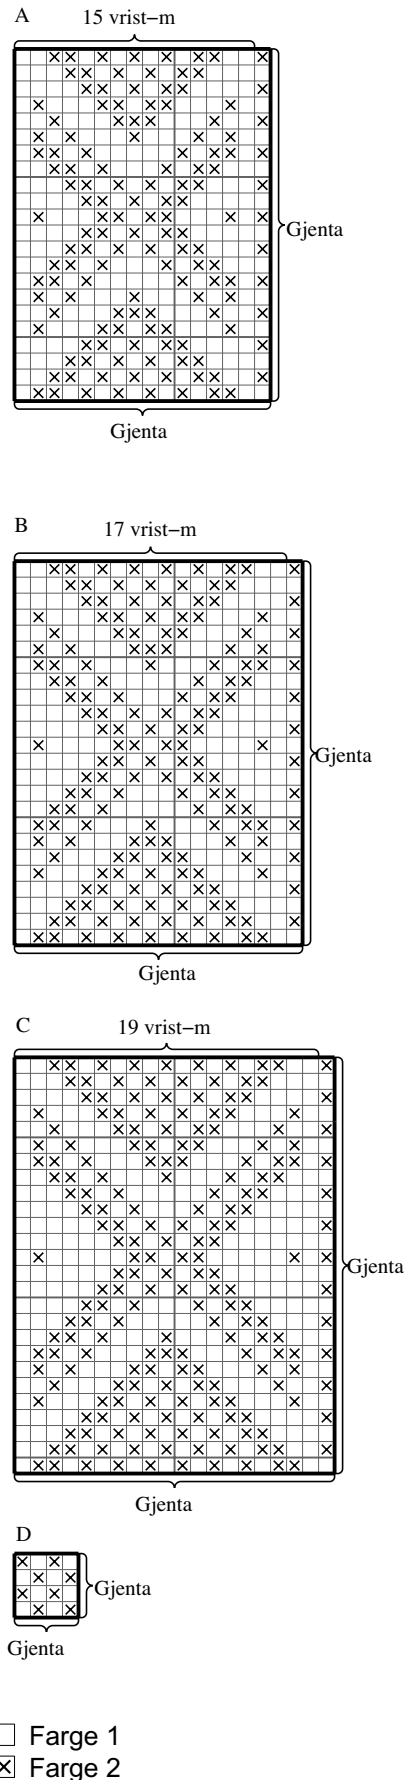 A
15 vrist–m
Gjenta
Gjenta
B
17 vrist–m
Gjenta
Gjenta
C
19 vrist–m
Gjenta
Gjenta
D
Gjenta
Gjenta
Farge 1
Farge 2